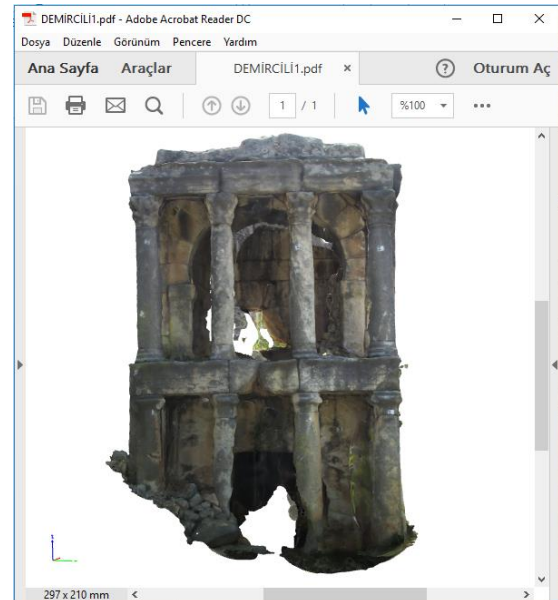 DEMİRCİLİ1.pdf - Adobe Acrobat Reader DC
Dosya Düzenle Görünüm Pencere Yardım
Ana Sayfa Araçlar DEMİRCİLİ1.pdf × ? Oturum Aç
1 / 1 %100
297 x 210 mm